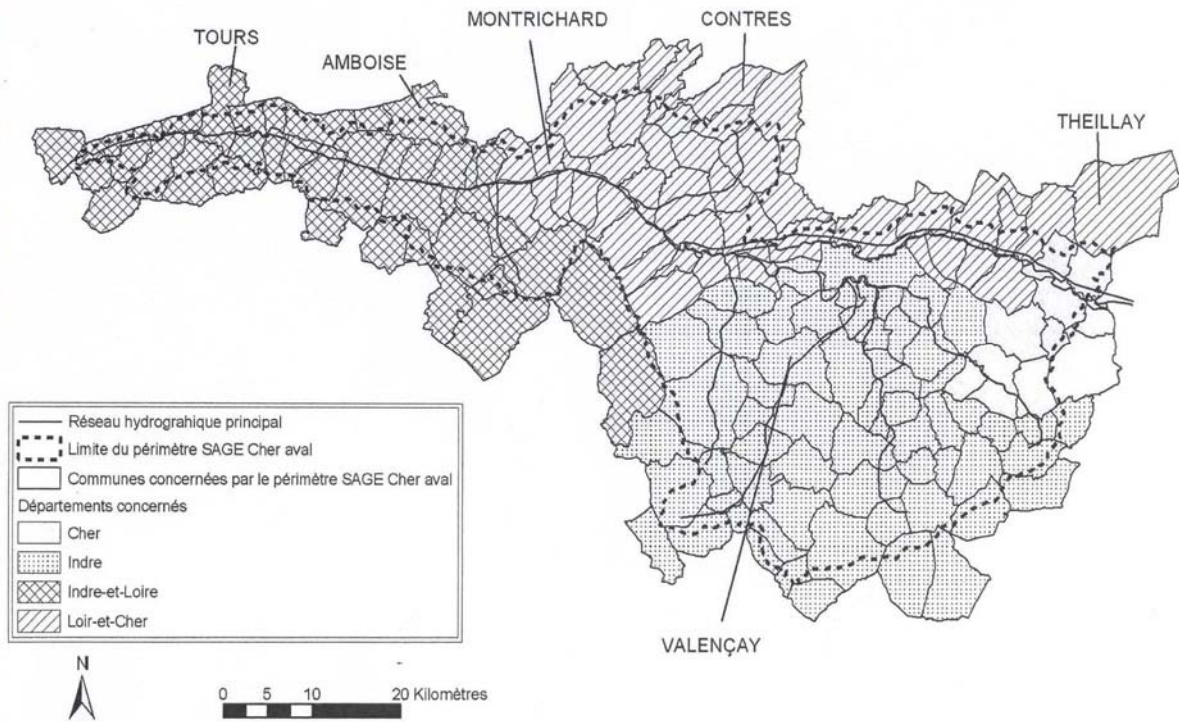 MONTRICHARD
CONTRES
TOURS
AMBOISE
THEILLAY
Réseau hydrograhique principal
Limite du périmètre SAGE Cher aval
Communes concernées par le périmètre SAGE Cher aval
Départements concernés
Cher
Indre
Indre-et-Loire
Loir-et-Cher
VALENÇAY
N
0 5 10 20 Kilomètres